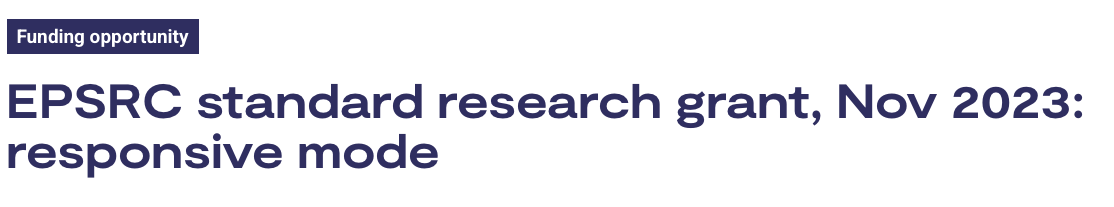 Funding opportunity
EPSRC standard research grant, Nov 2023:
responsive mode